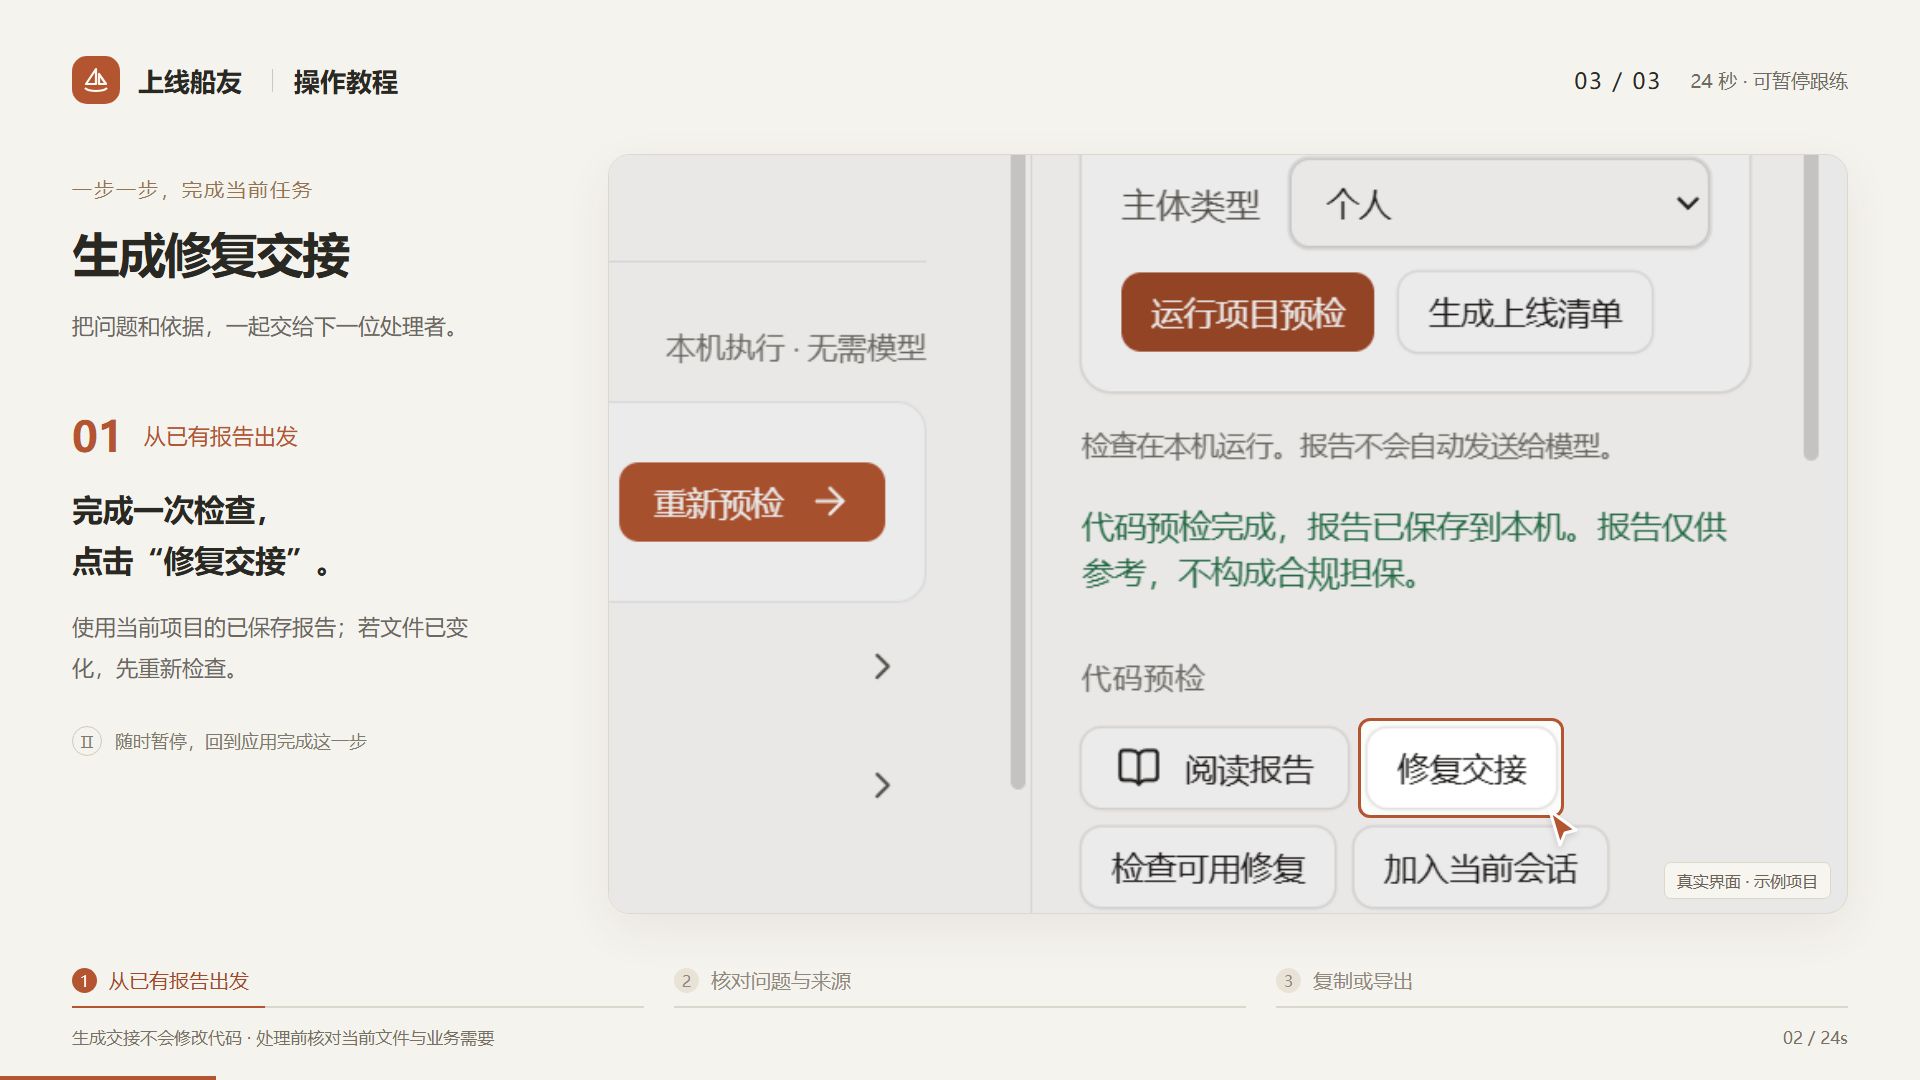 上线船友
操作教程
03 / 03
24 秒 · 可暂停跟练
一步一步，完成当前任务
生成修复交接
把问题和依据，一起交给下一位处理者。
01 从已有报告出发
完成一次检查，
点击“修复交接”。
使用当前项目的已保存报告；若文件已变
化，先重新检查。
随时暂停，回到应用完成这一步
本机执行 · 无需模型
重新预检
主体类型
个人
运行项目预检
生成上线清单
检查在本机运行。报告不会自动发送给模型。
代码预检完成，报告已保存到本机。报告仅供
参考，不构成合规担保。
代码预检
阅读报告
修复交接
检查可用修复
加入当前会话
真实界面 · 示例项目
1 从已有报告出发
2 核对问题与来源
3 复制或导出
生成交接不会修改代码 · 处理前核对当前文件与业务需要
02 / 24s